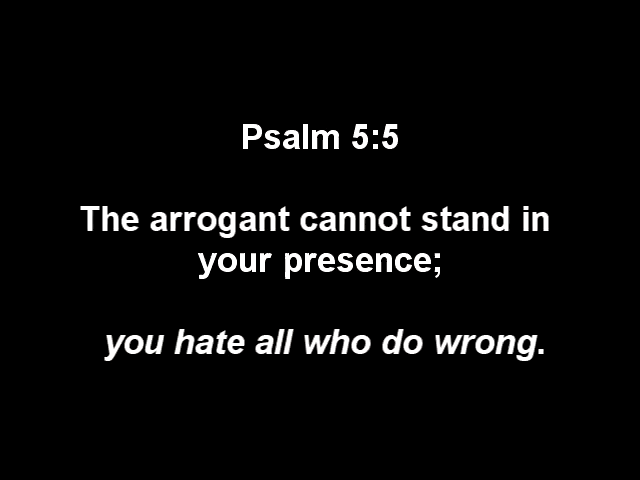 Psalm 5:5
The arrogant cannot stand in
your presence;
you hate all who do wrong.